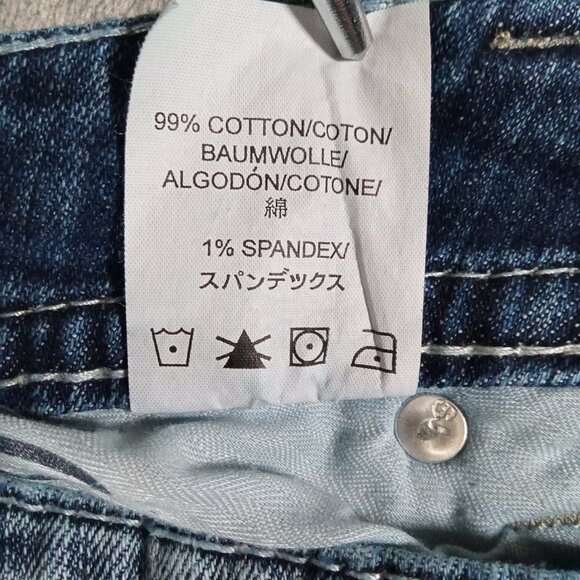 99% COTTON/COTON/
BAUMWOLLE/
ALGODÓN/COTONE/
綿
1% SPANDEX/
スパンデックス